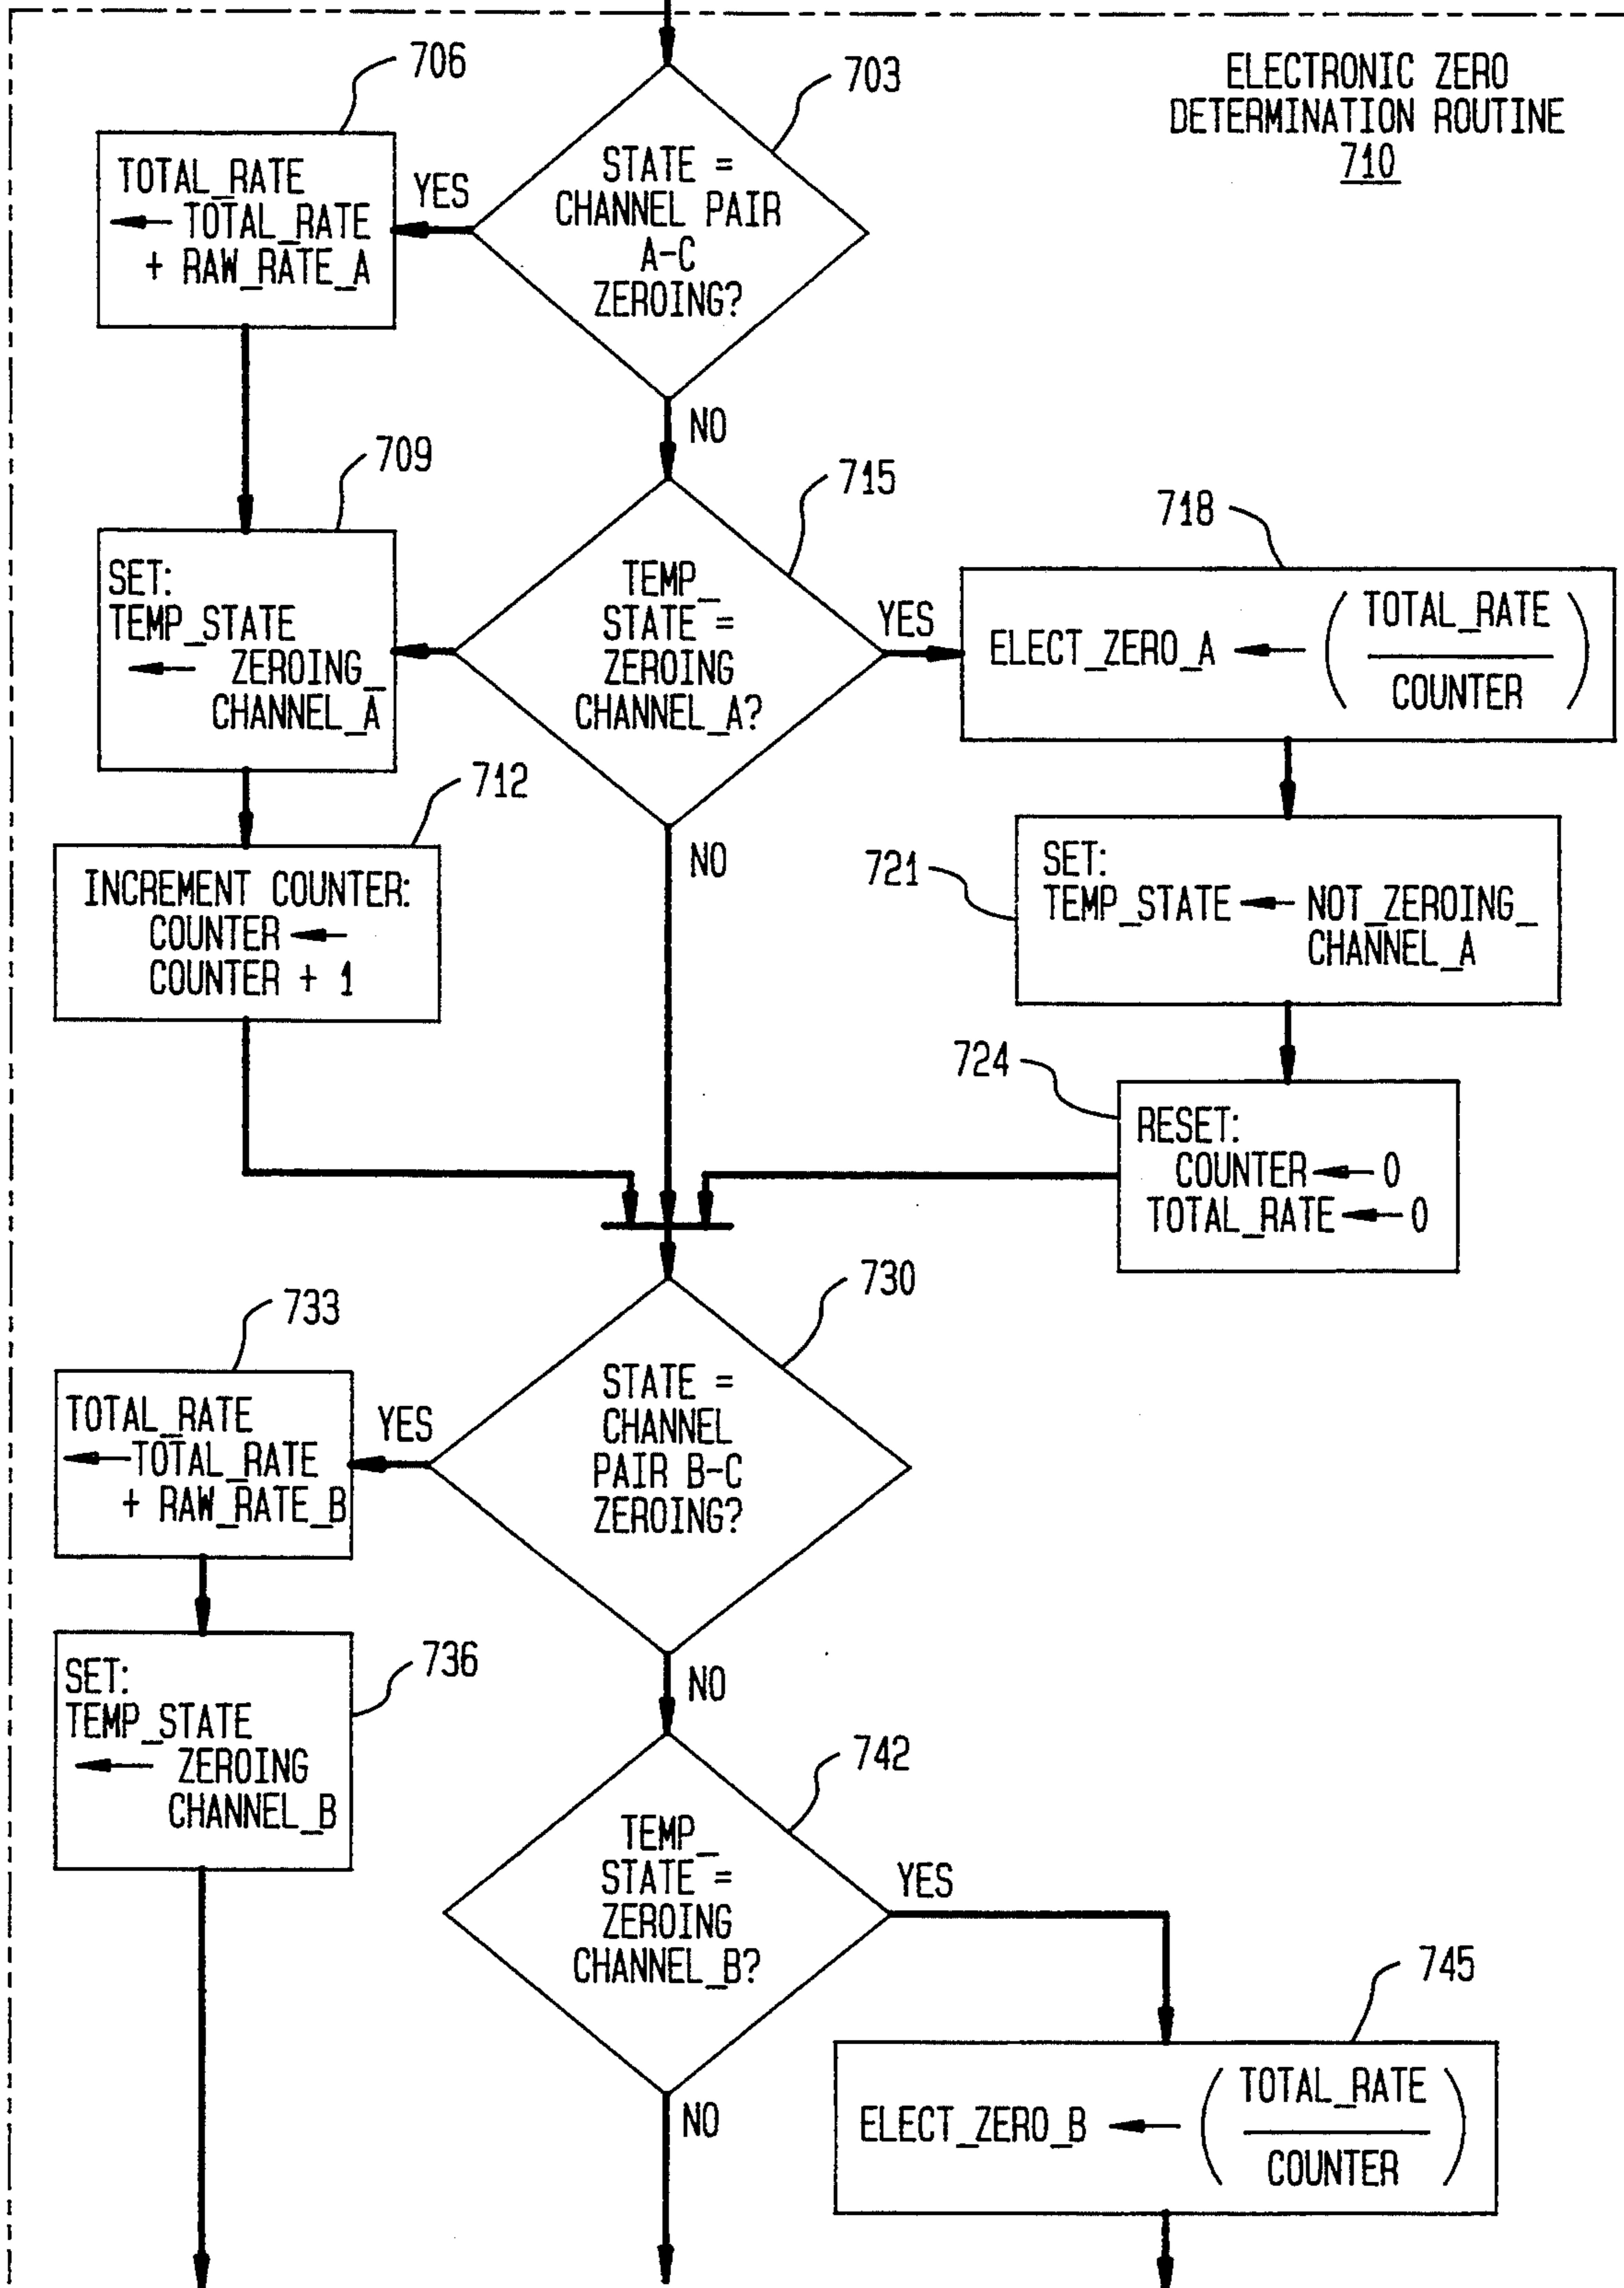 706
703
ELECTRONIC ZERO
DETERMINATION ROUTINE
710
TOTAL_RATE
← TOTAL_RATE
+ RAW_RATE_A
YES
STATE =
CHANNEL PAIR
A-C
ZEROING?
NO
709
715
718
SET:
TEMP_STATE
← ZEROING_
CHANNEL_A
TEMP_
STATE =
ZEROING
CHANNEL_A?
YES
ELECT_ZERO_A ← ( TOTAL_RATE
COUNTER )
712
NO
INCREMENT COUNTER:
COUNTER ←
COUNTER + 1
721
SET:
TEMP_STATE ← NOT_ZEROING_
CHANNEL_A
724
RESET:
COUNTER ← 0
TOTAL_RATE ← 0
733
730
TOTAL_RATE
← TOTAL_RATE
+ RAW_RATE_B
YES
STATE =
CHANNEL
PAIR B-C
ZEROING?
NO
736
SET:
TEMP_STATE
← ZEROING
CHANNEL_B
742
TEMP_
STATE =
ZEROING
CHANNEL_B?
YES
NO
745
ELECT_ZERO_B ← ( TOTAL_RATE
COUNTER )